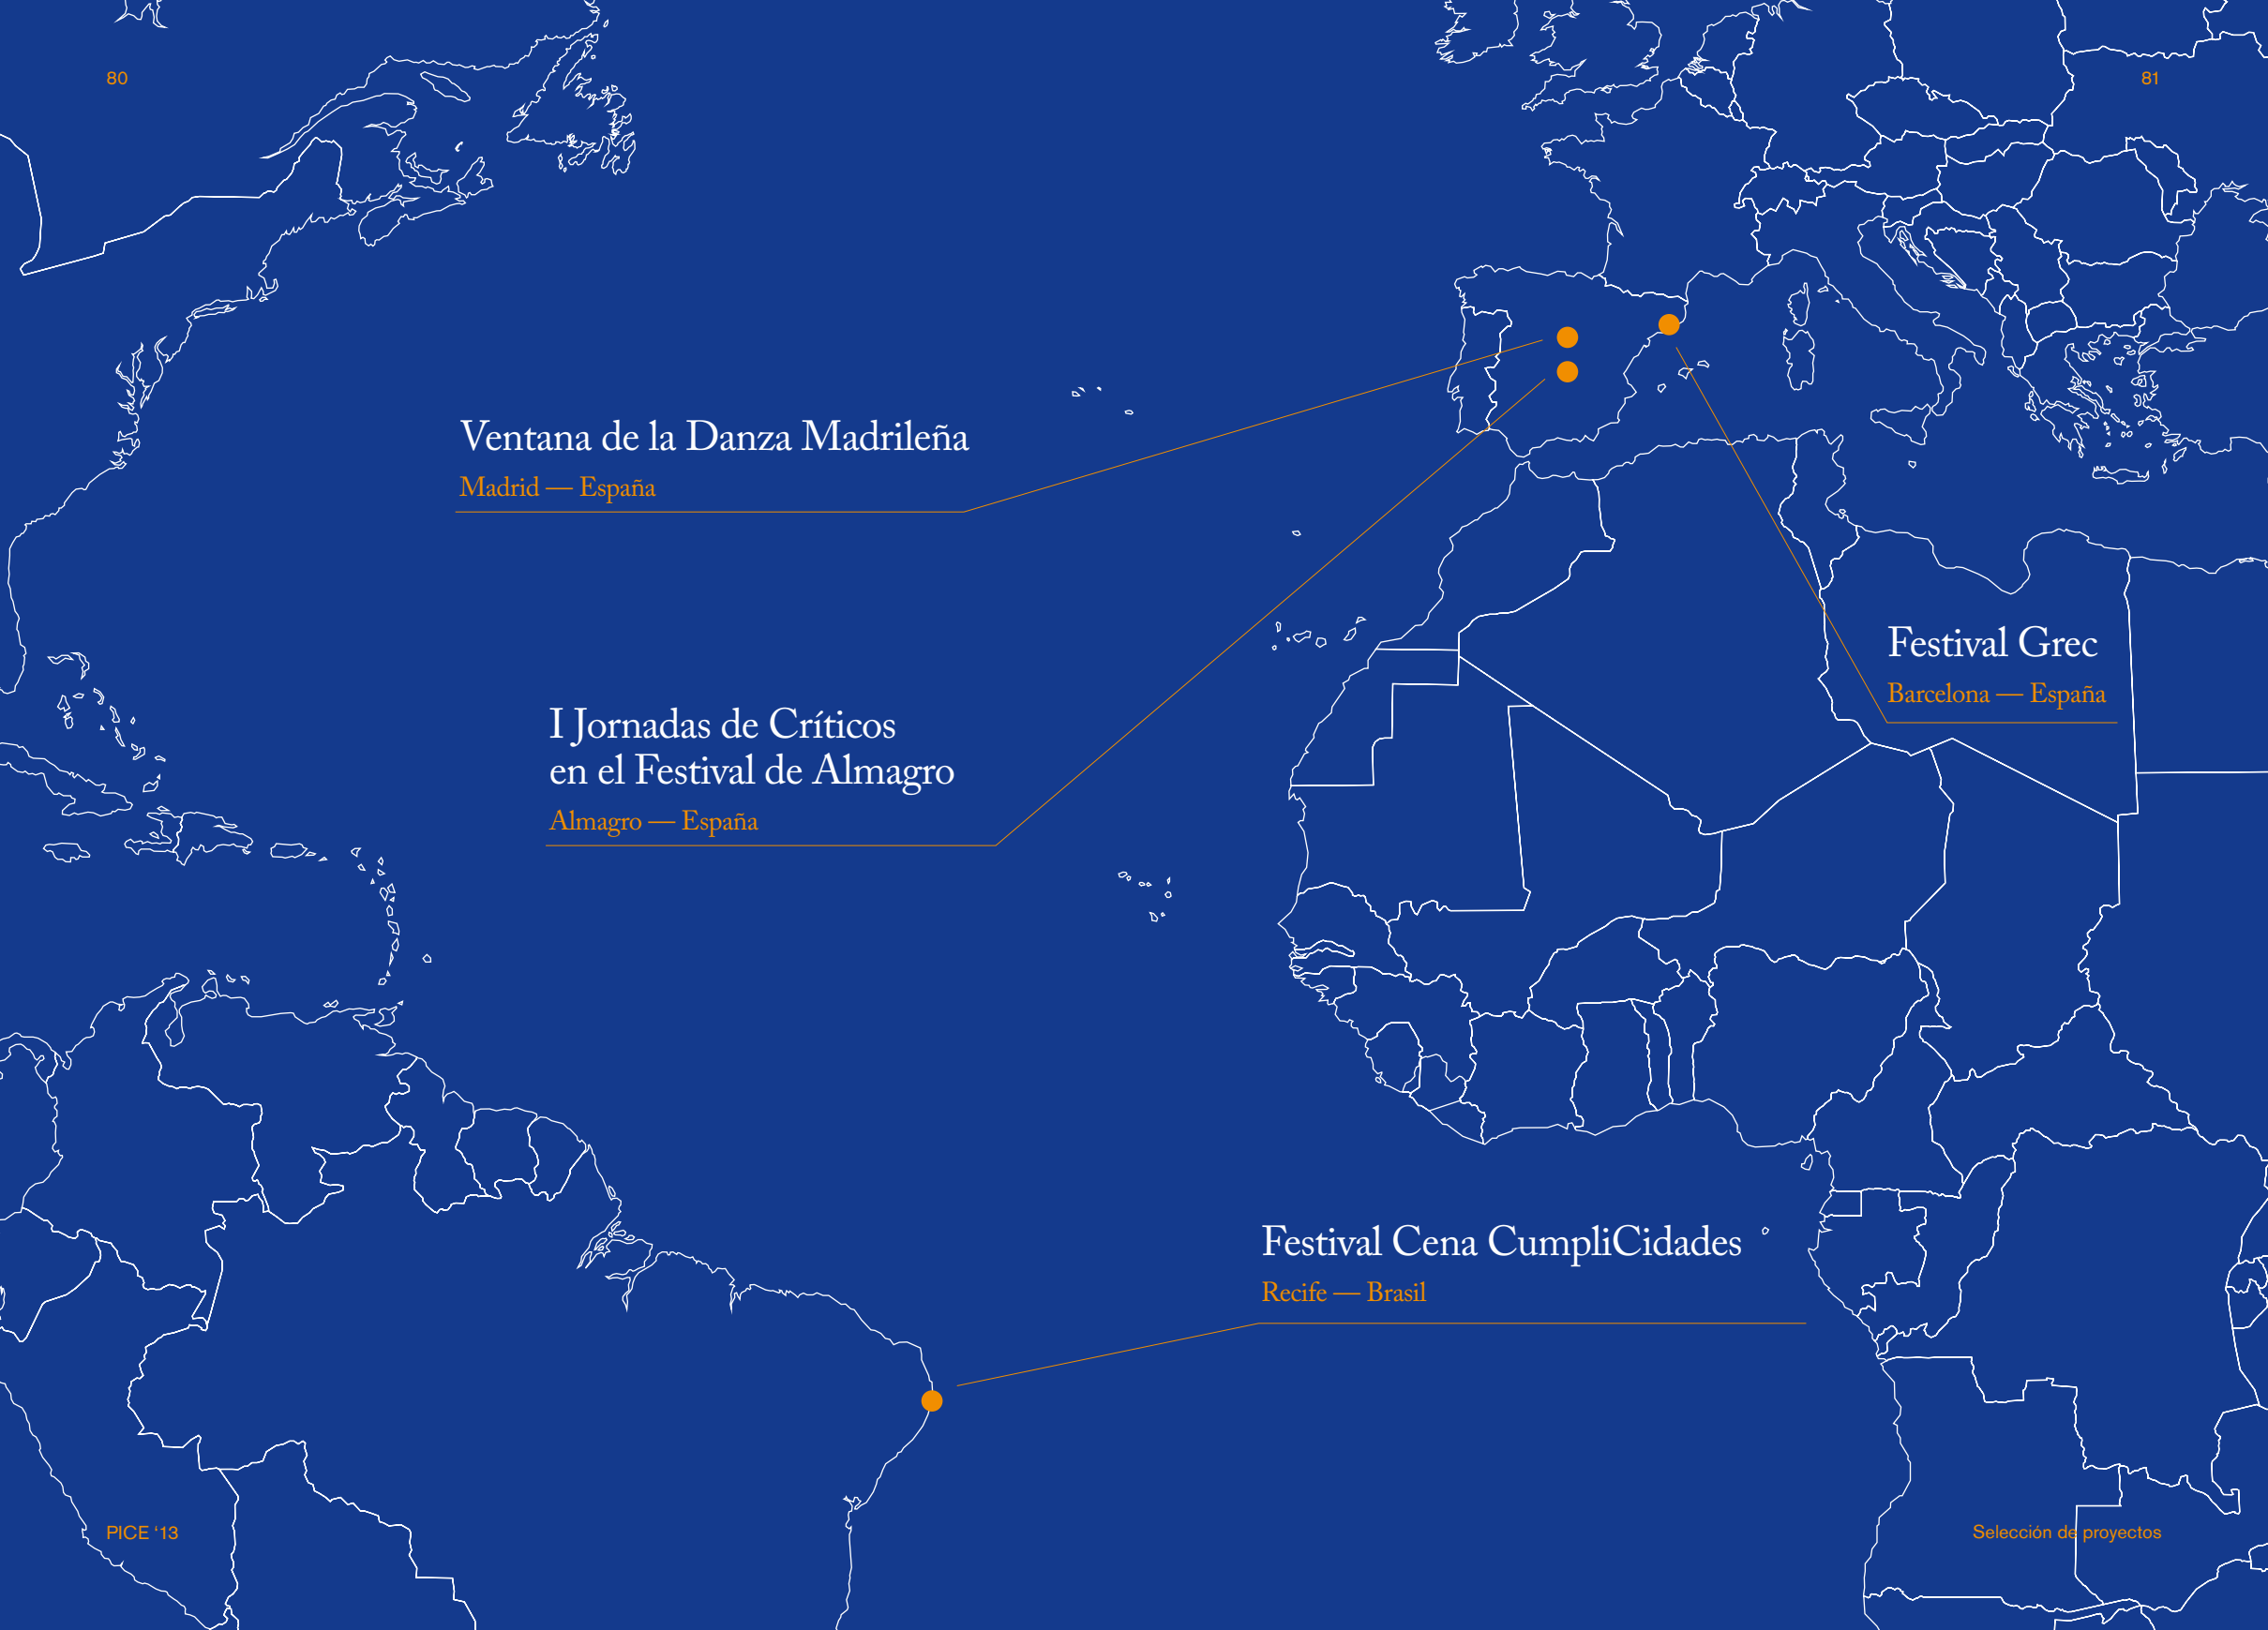 80
81
Ventana de la Danza Madrileña
Madrid — España
I Jornadas de Críticos
en el Festival de Almagro
Almagro — España
Festival Grec
Barcelona — España
Festival Cena CumpliCidades
Recife — Brasil
PICE ‘13
Selección de proyectos